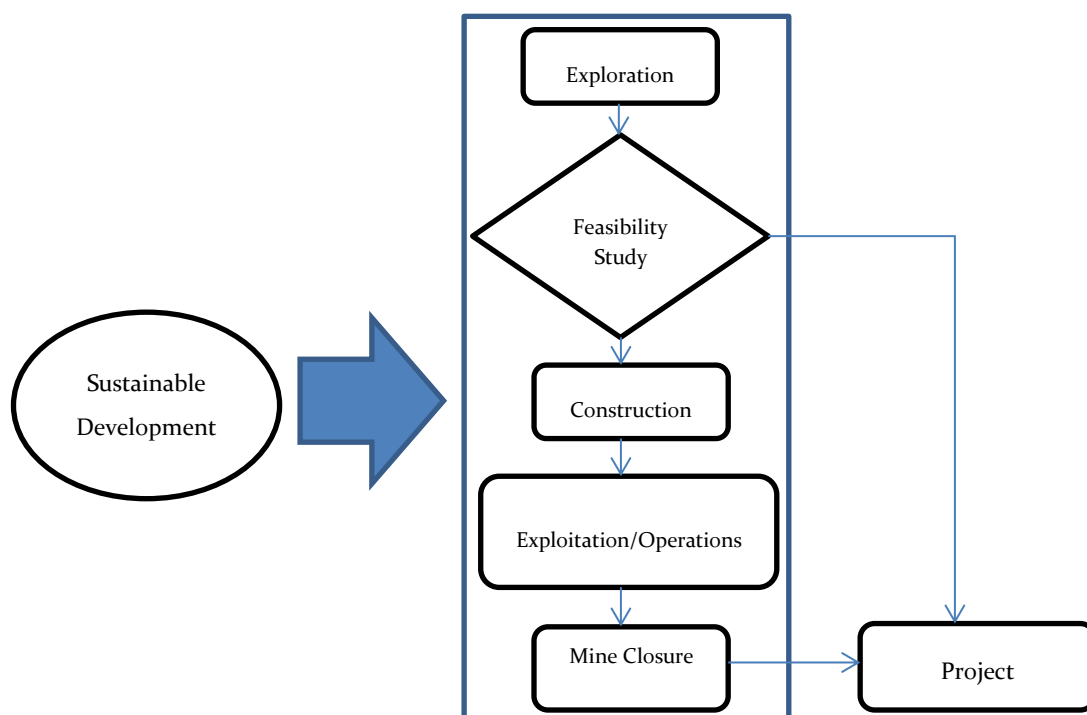 Exploration
Feasibility
Study
Sustainable
Development
Construction
Exploitation/Operations
Mine Closure
Project